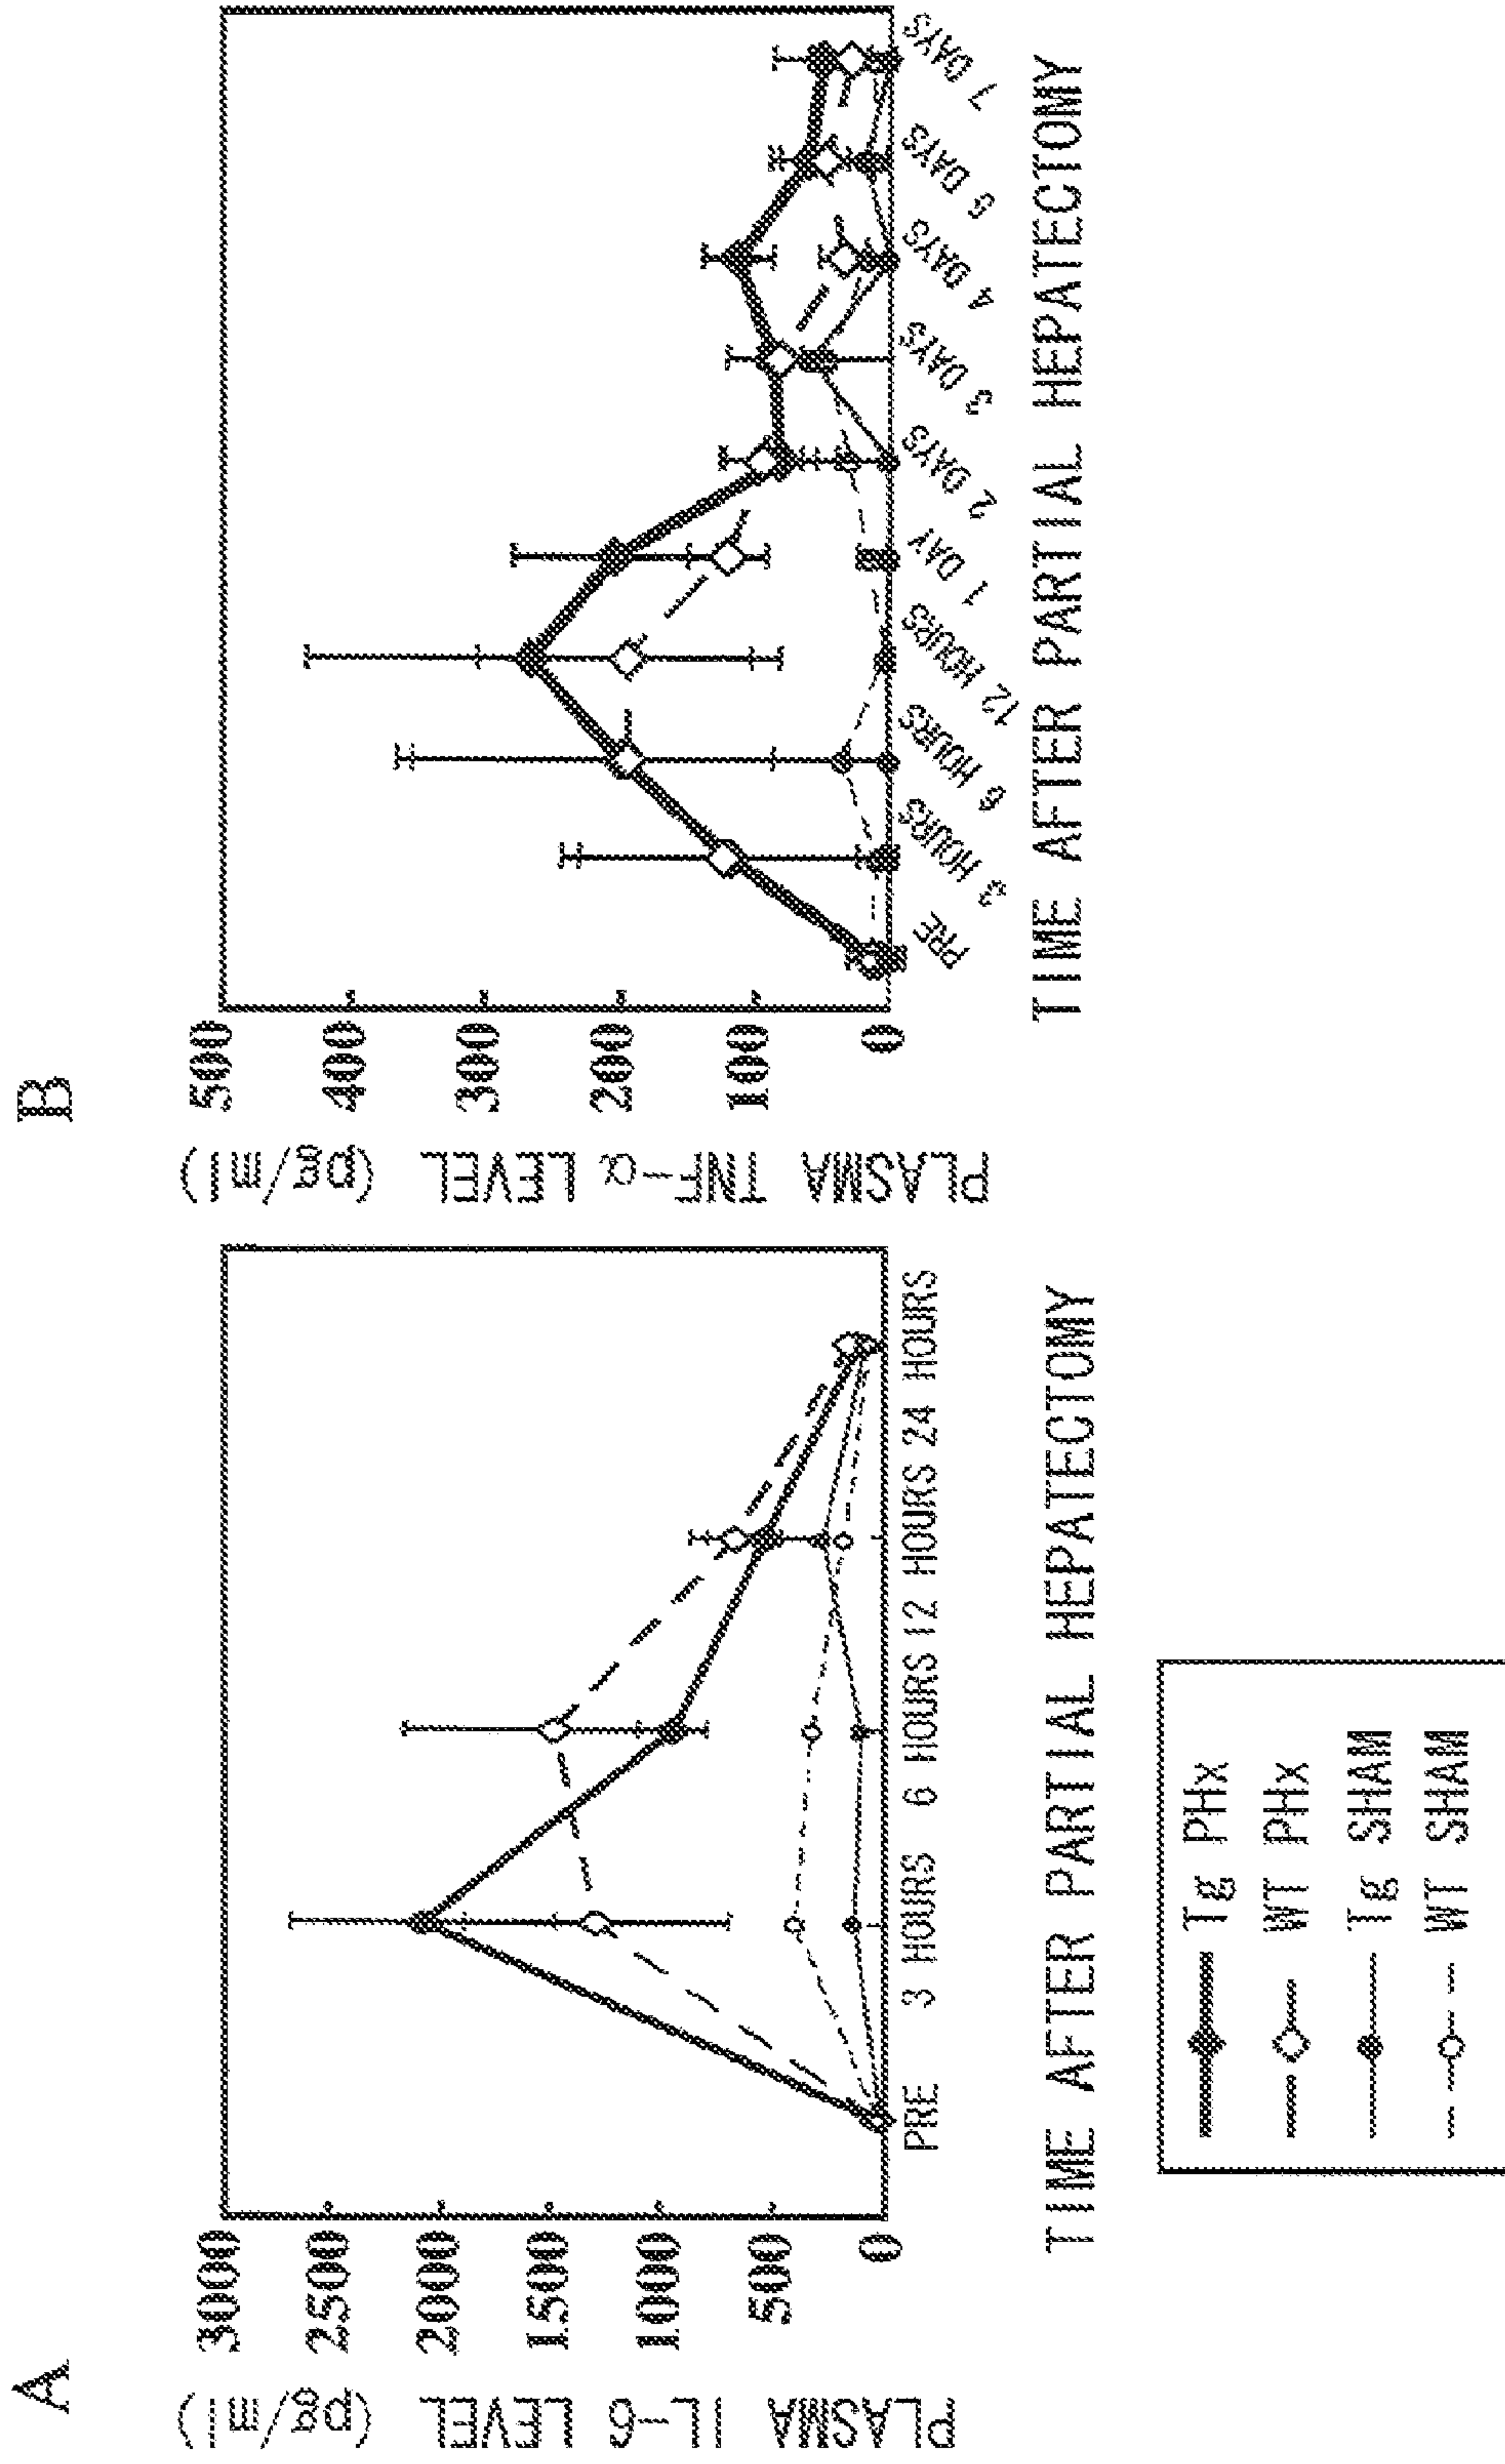 A
PLASMA IL-6 LEVEL (pg/ml)
3000
2500
2000
1500
1000
500
0
PRE 3 HOURS 6 HOURS 12 HOURS 24 HOURS
TIME AFTER PARTIAL HEPATECTOMY
Tg PHx
WT PHx
Tg SHAM
WT SHAM
B
PLASMA TNF-α LEVEL (pg/ml)
500
400
300
200
100
0
PRE
3 HOURS
6 HOURS
12 HOURS
1 DAY
2 DAYS
3 DAYS
4 DAYS
DAYS
7 DAYS
TIME AFTER PARTIAL HEPATECTOMY